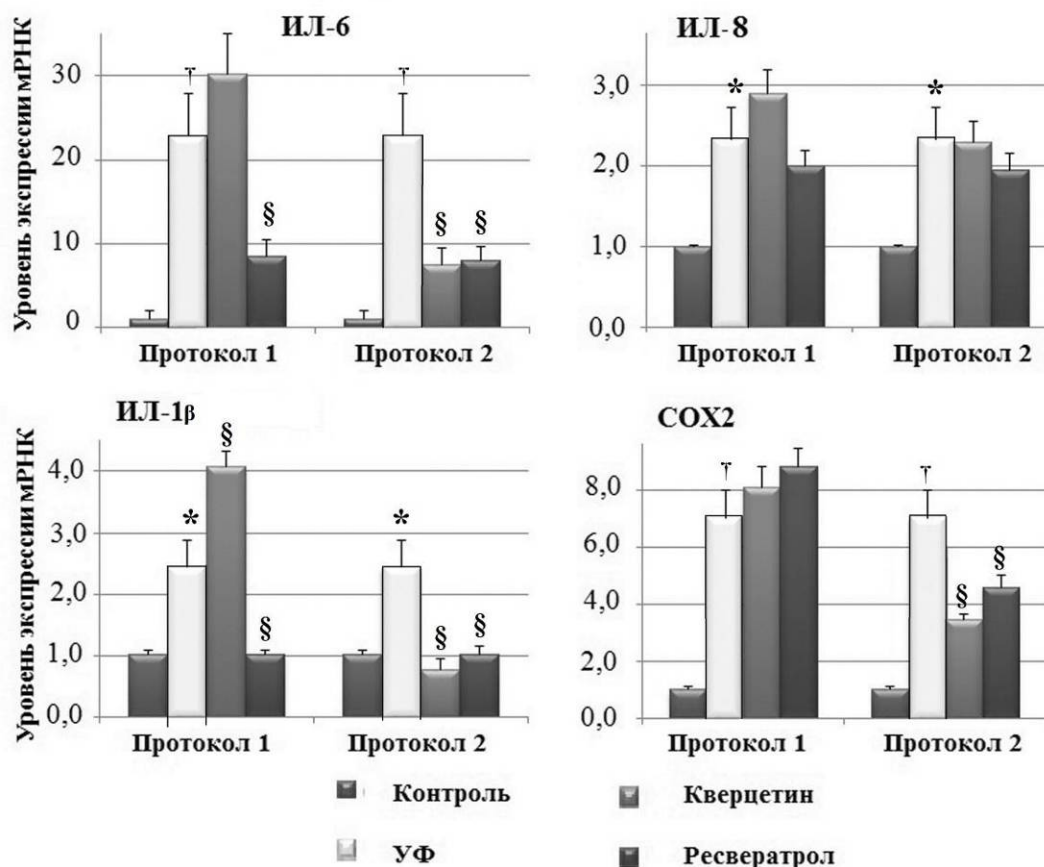 ИЛ-6
Уровень экспрессии мРНК
30
20
10
0
† † § § §
Протокол 1 Протокол 2
ИЛ-8
3,0
2,0
1,0
0,0
* *
Протокол 1 Протокол 2
ИЛ-1β
Уровень экспрессии мРНК
4,0
3,0
2,0
1,0
0,0
* § § * § §
Протокол 1 Протокол 2
COX2
8,0
6,0
4,0
2,0
0,0
† † § §
Протокол 1 Протокол 2
Контроль Кверцетин
УФ Ресвератрол